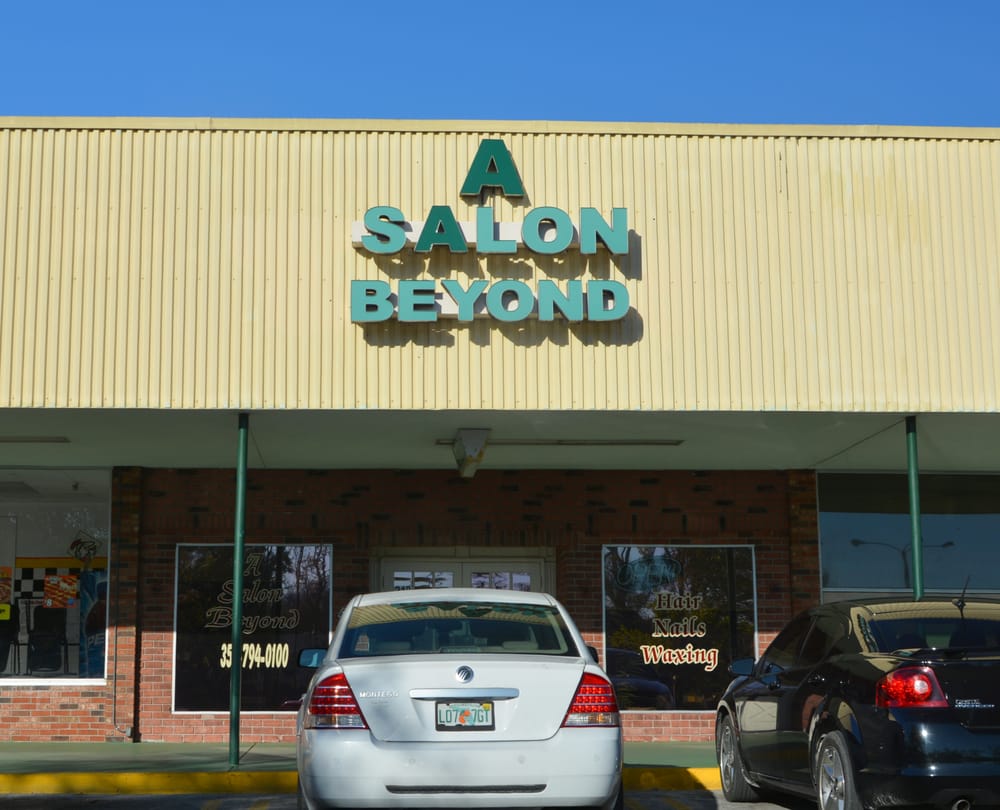 A
SALON
BEYOND
A
Salon
Beyond
794-0100
Hair
Nails
Waxing
MONTEGO